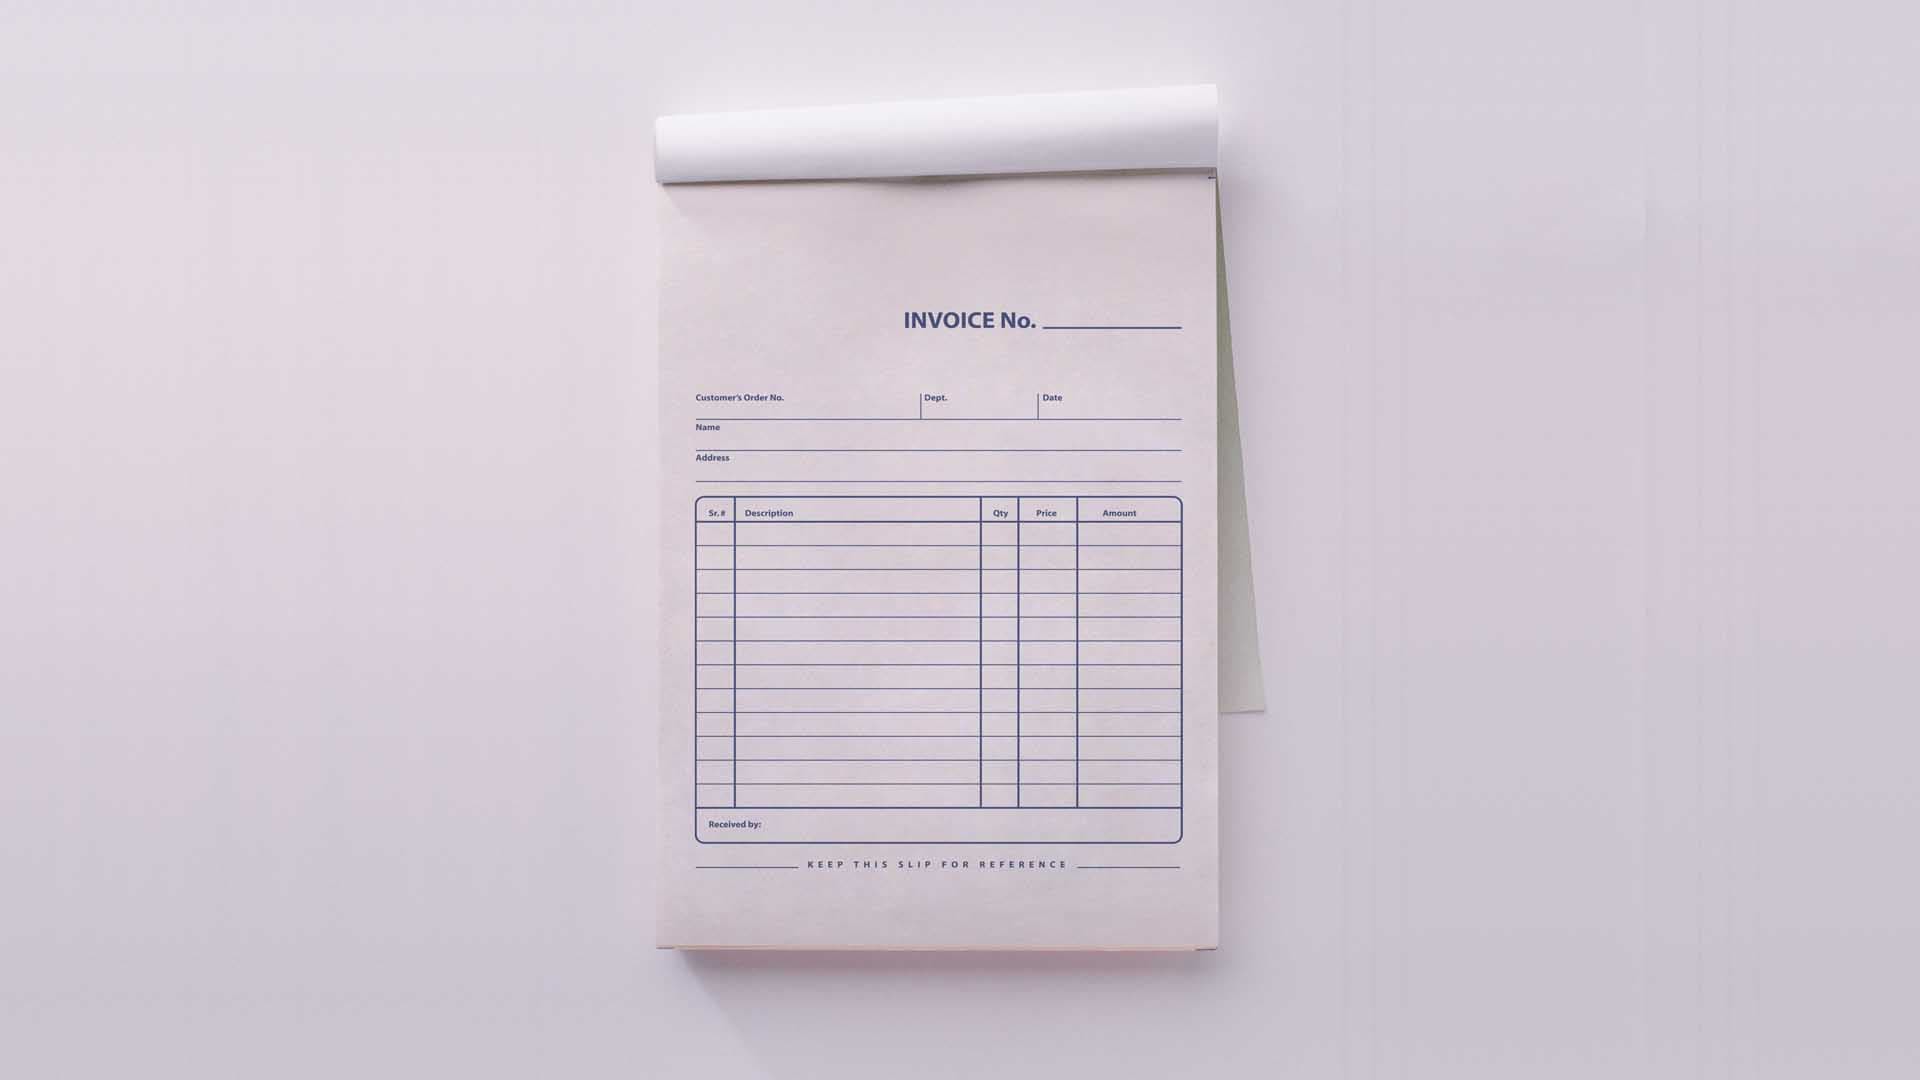 INVOICE No.
Customer's Order No. Dept. Date
Name
Address
Sr. # Description Qty Price Amount
Received by:
KEEP THIS SLIP FOR REFERENCE